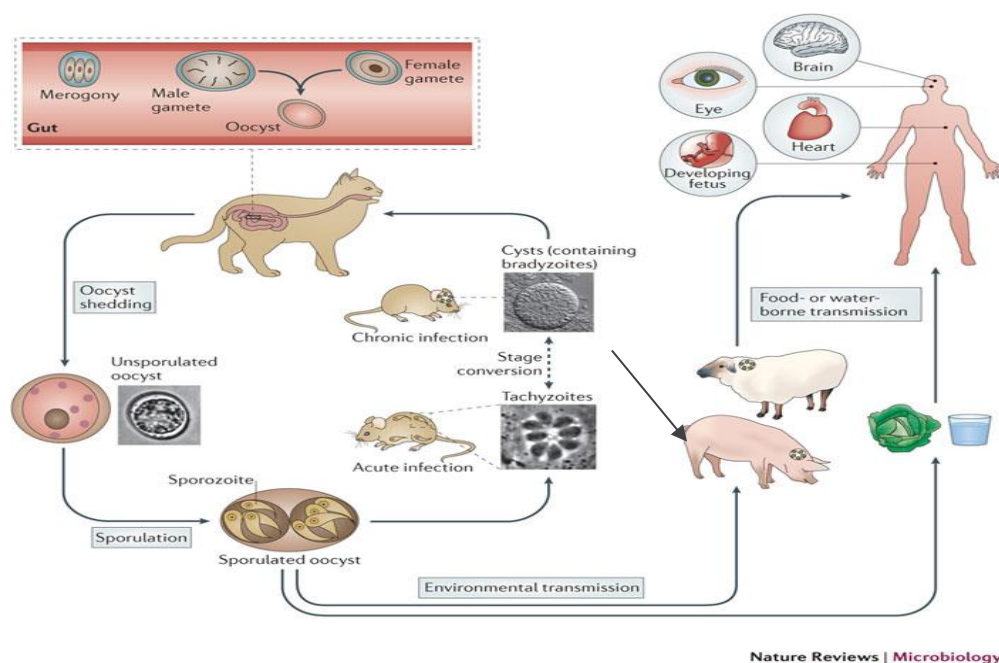 Merogony
Male
gamete
Female
gamete
Oocyst
Gut
Brain
Eye
Heart
Developing
fetus
Cysts (containing
bradyzoites)
Oocyst
shedding
Chronic infection
Food- or water-
borne transmission
Unsporulated
oocyst
Stage
conversion
Tachyzoites
Acute infection
Sporozoite
Sporulation
Sporulated oocyst
Environmental transmission
Nature Reviews | Microbiology